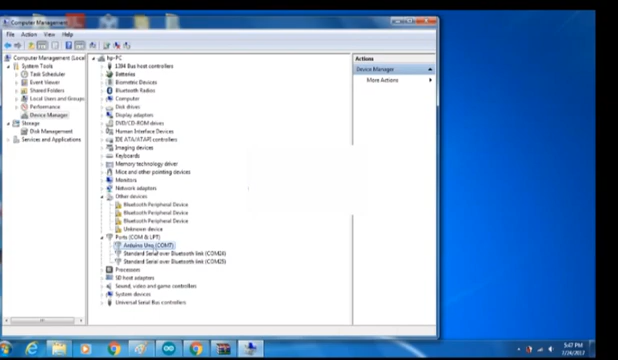 Computer Management
File Action View Help
Computer Management (Local
System Tools
Task Scheduler
Event Viewer
Shared Folders
Local Users and Groups
Performance
Device Manager
Storage
Disk Management
Services and Applications
hp-PC
1394 Bus host controllers
Batteries
Biometric Devices
Bluetooth Radios
Computer
Disk drives
Display adapters
DVD/CD-ROM drives
Human Interface Devices
IDE ATA/ATAPI controllers
Imaging devices
Keyboards
Memory technology driver
Mice and other pointing devices
Monitors
Network adapters
Other devices
Bluetooth Peripheral Device
Bluetooth Peripheral Device
Bluetooth Peripheral Device
Unknown device
Ports (COM & LPT)
Arduino Uno (COM7)
Standard Serial over Bluetooth link (COM24)
Standard Serial over Bluetooth link (COM25)
Processors
SD host adapters
Sound, video and game controllers
System devices
Universal Serial Bus controllers
Actions
Device Manager
More Actions
5:47 PM
7/24/2017